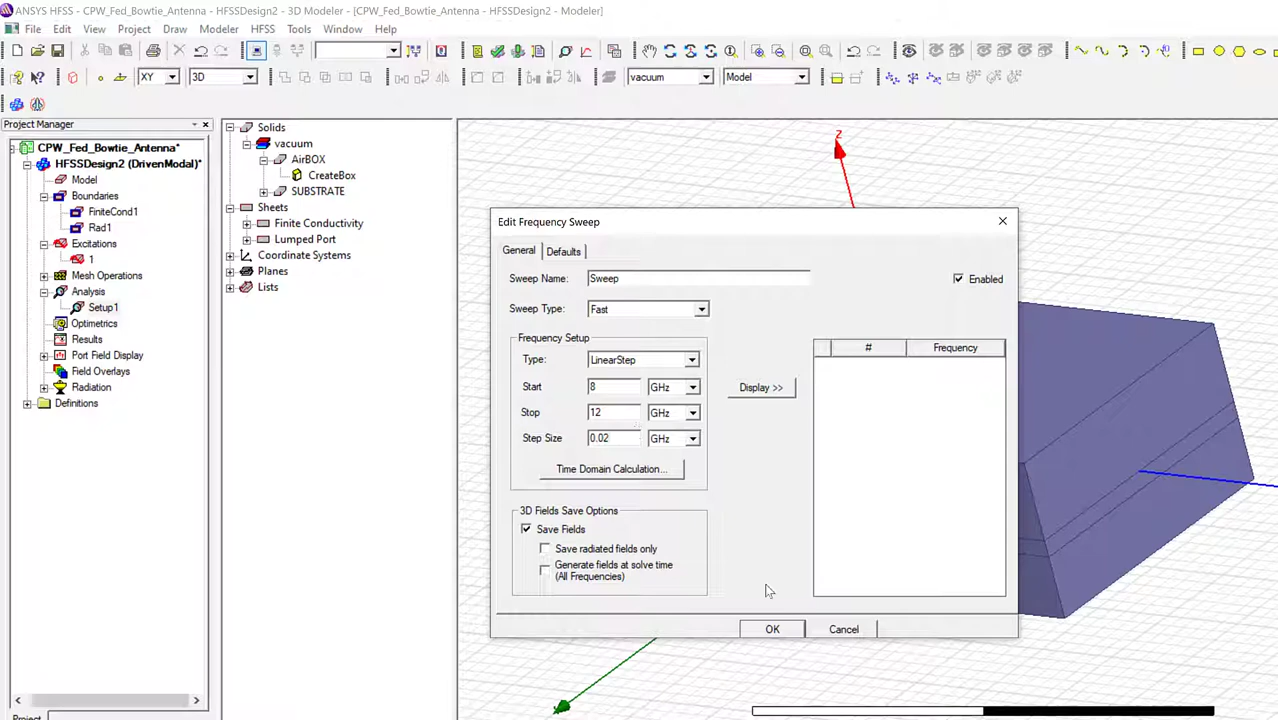 ANSYS HFSS - CPW_Fed_Bowtie_Antenna - HFSSDesign2 - 3D Modeler - [CPW_Fed_Bowtie_Antenna - HFSSDesign2 - Modeler]
File Edit View Project Draw Modeler HFSS Tools Window Help
XY 3D vacuum Model
Project Manager
CPW_Fed_Bowtie_Antenna*
HFSSDesign2 (DrivenModal)*
Model
Boundaries
FiniteCond1
Rad1
Excitations
1
Mesh Operations
Analysis
Setup1
Optimetrics
Results
Port Field Display
Field Overlays
Radiation
Definitions
Project
Solids
vacuum
AirBOX
CreateBox
SUBSTRATE
Sheets
Finite Conductivity
Lumped Port
Coordinate Systems
Planes
Lists
Z
Edit Frequency Sweep
General Defaults
Sweep Name: Sweep
Enabled
Sweep Type: Fast
Frequency Setup
Type: LinearStep
Start 8 GHz
Stop 12 GHz
Step Size 0.02 GHz
Time Domain Calculation...
Display >>
# Frequency
3D Fields Save Options
Save Fields
Save radiated fields only
Generate fields at solve time
(All Frequencies)
OK Cancel